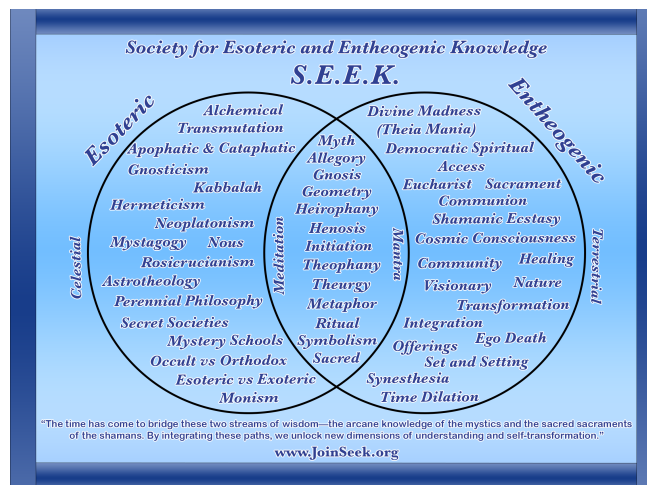 Society for Esoteric and Entheogenic Knowledge
S.E.E.K.
Esoteric
Entheogenic
Celestial
Alchemical
Transmutation
Apophatic & Cataphatic
Gnosticism
Kabbalah
Hermeticism
Neoplatonism
Mystagogy Nous
Rosicrucianism
Astrotheology
Perennial Philosophy
Secret Societies
Mystery Schools
Occult vs Orthodox
Esoteric vs Exoteric
Monism
Meditation
Myth
Allegory
Gnosis
Geometry
Heirophany
Henosis
Initiation
Theophany
Theurgy
Metaphor
Ritual
Symbolism
Sacred
Mantra
Divine Madness
(Theia Mania)
Democratic Spiritual
Access
Eucharist Sacrament
Communion
Shamanic Ecstasy
Cosmic Consciousness
Community Healing
Visionary Nature
Transformation
Integration
Offerings Ego Death
Set and Setting
Synesthesia
Time Dilation
Terrestrial
“The time has come to bridge these two streams of wisdom—the arcane knowledge of the mystics and the sacred sacraments
of the shamans. By integrating these paths, we unlock new dimensions of understanding and self-transformation.”
www.JoinSeek.org